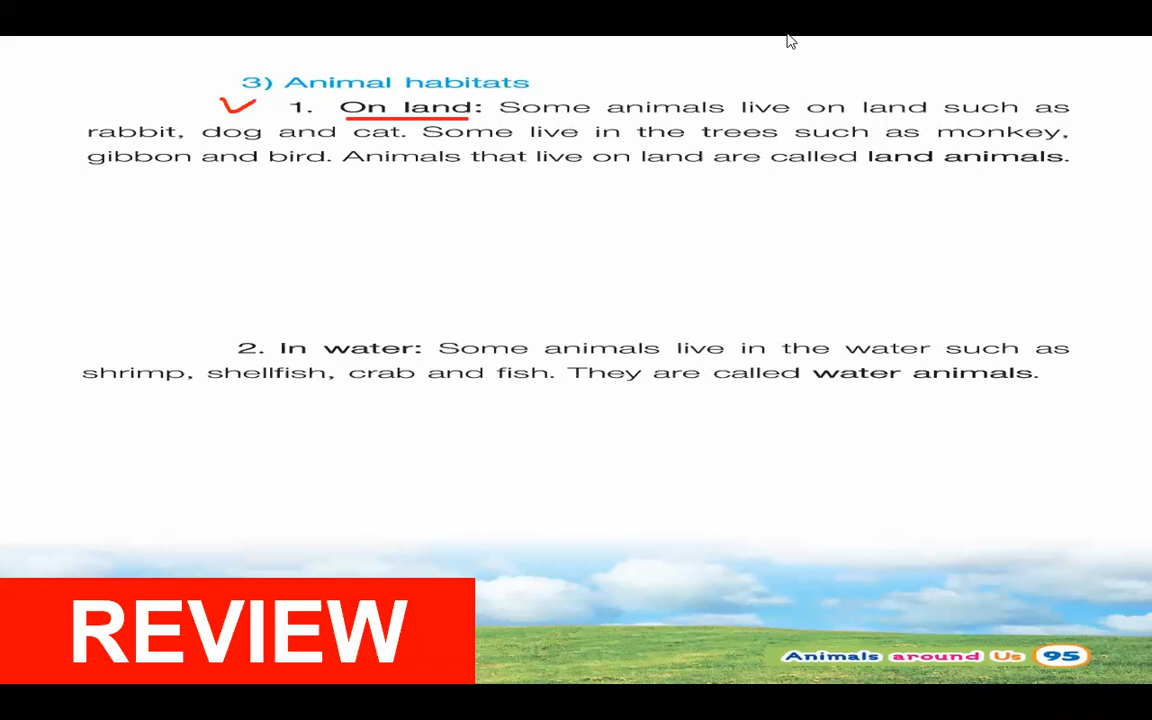 3) Animal habitats
1. On land: Some animals live on land such as
rabbit, dog and cat. Some live in the trees such as monkey,
gibbon and bird. Animals that live on land are called land animals.
2. In water: Some animals live in the water such as
shrimp, shellfish, crab and fish. They are called water animals.
REVIEW
Animals around Us 95